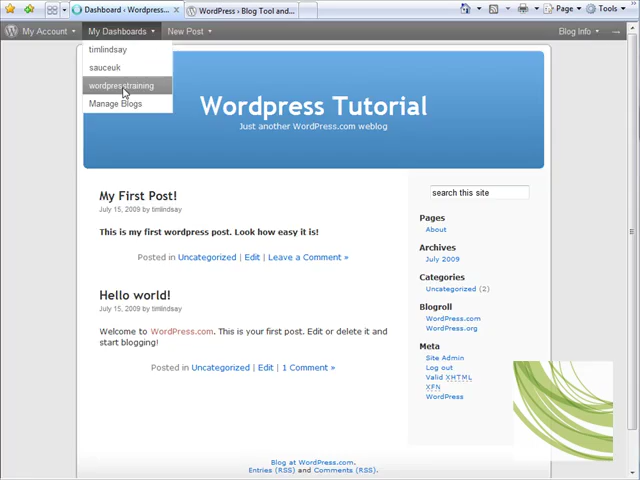 Dashboard ‹ Wordpress...
WordPress › Blog Tool and...
Page
Tools
My Account
My Dashboards
New Post
Blog Info
timlindsay
sauceuk
wordpresstraining
Manage Blogs
Wordpress Tutorial
Just another WordPress.com weblog
My First Post!
July 15, 2009 by timlindsay
This is my first wordpress post. Look how easy it is!
Posted in Uncategorized | Edit | Leave a Comment »
Hello world!
July 15, 2009 by timlindsay
Welcome to WordPress.com. This is your first post. Edit or delete it and
start blogging!
Posted in Uncategorized | Edit | 1 Comment »
search this site
Pages
About
Archives
July 2009
Categories
Uncategorized (2)
Blogroll
WordPress.com
WordPress.org
Meta
Site Admin
Log out
Valid XHTML
XFN
WordPress
Blog at WordPress.com.
Entries (RSS) and Comments (RSS).